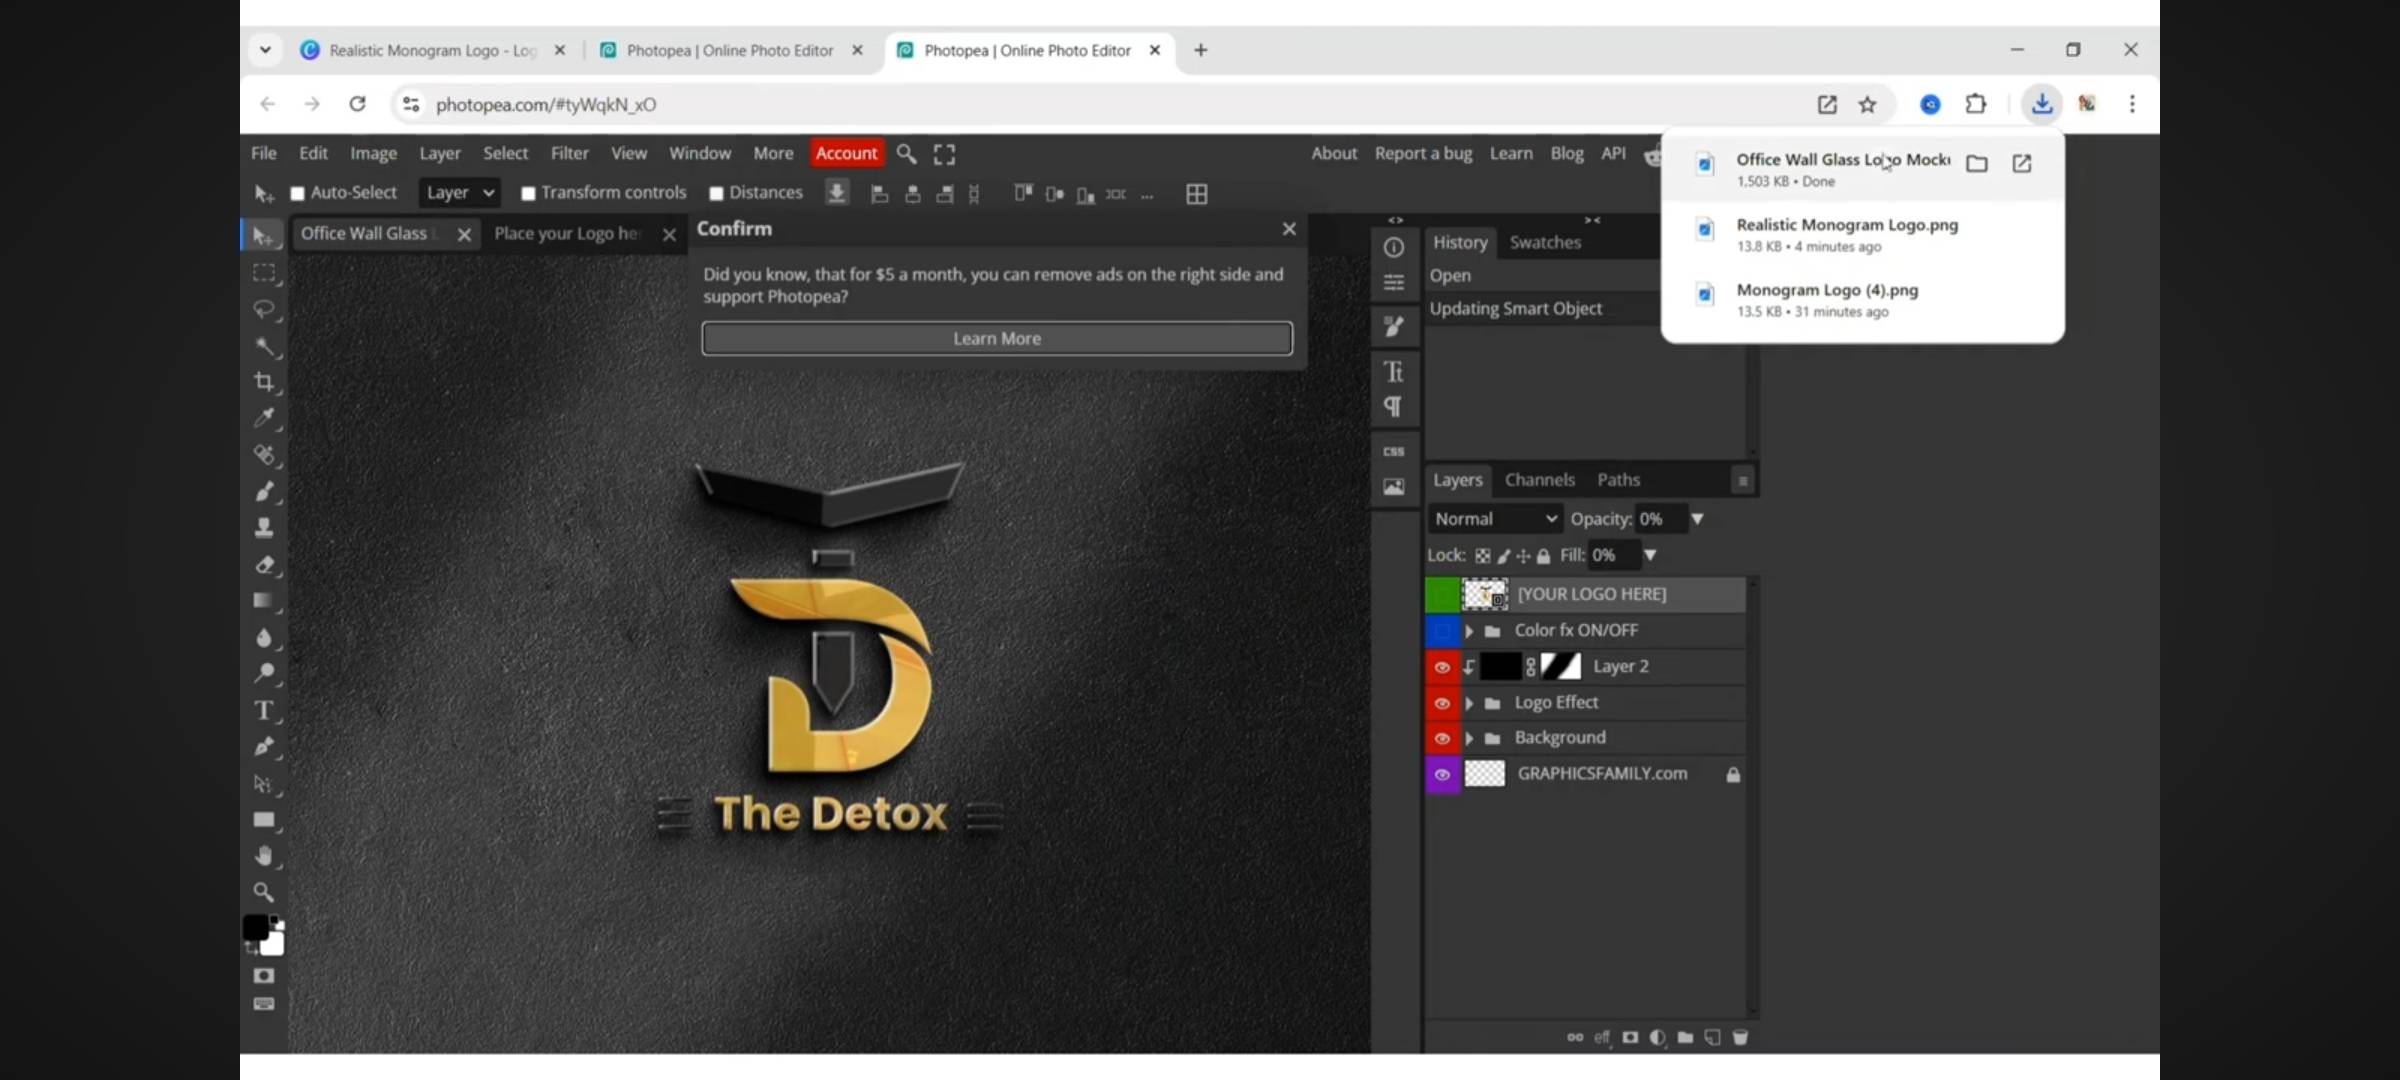 Realistic Monogram Logo - Log
Photopea | Online Photo Editor
Photopea | Online Photo Editor
photopea.com/#tyWqkN_xO
File Edit Image Layer Select Filter View Window More Account
About Report a bug Learn Blog API
Auto-Select Layer Transform controls Distances
Office Wall Glass L
Place your Logo he
Confirm
Did you know, that for $5 a month, you can remove ads on the right side and
support Photopea?
Learn More
Office Wall Glass Logo Mock
1,503 KB • Done
Realistic Monogram Logo.png
13.8 KB • 4 minutes ago
Monogram Logo (4).png
13.5 KB • 31 minutes ago
History Swatches
Open
Updating Smart Object
CSS
Layers Channels Paths
Normal Opacity: 0%
Lock: Fill: 0%
[YOUR LOGO HERE]
Color fx ON/OFF
Layer 2
Logo Effect
Background
GRAPHICSFAMILY.com
eff
The Detox